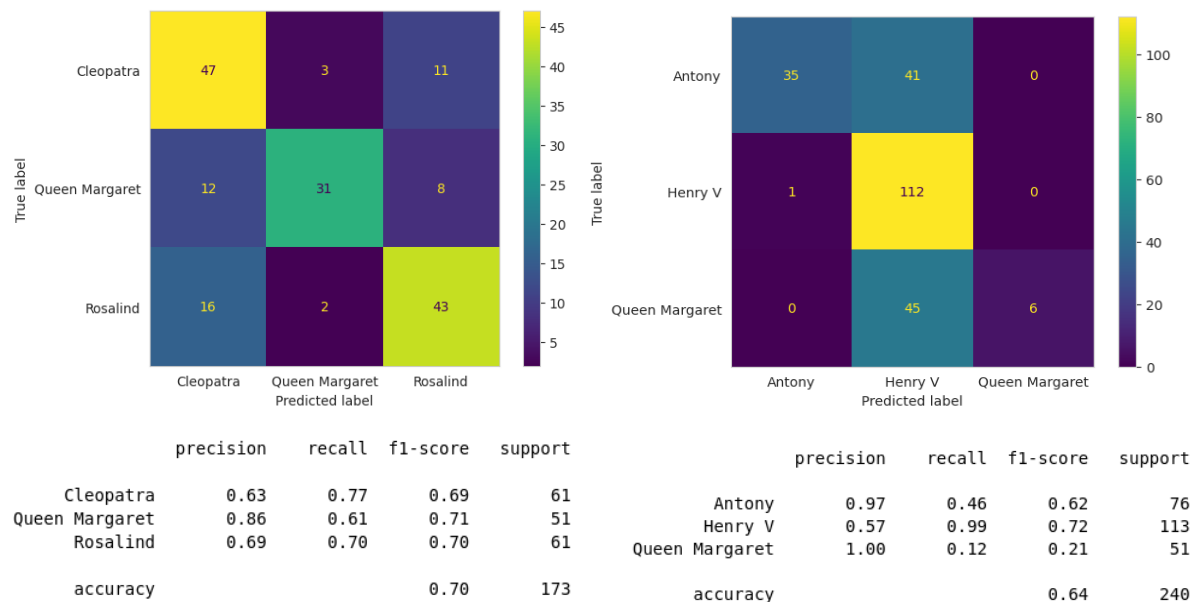 True label
Cleopatra
47 3 11
Queen Margaret
12 31 8
Rosalind
16 2 43
Cleopatra Queen Margaret Rosalind
Predicted label
45
40
35
30
25
20
15
10
5
precision recall f1-score support
Cleopatra 0.63 0.77 0.69 61
Queen Margaret 0.86 0.61 0.71 51
Rosalind 0.69 0.70 0.70 61
accuracy 0.70 173
True label
Antony
35 41 0
Henry V
1 112 0
Queen Margaret
0 45 6
Antony Henry V Queen Margaret
Predicted label
100
80
60
40
20
0
precision recall f1-score support
Antony 0.97 0.46 0.62 76
Henry V 0.57 0.99 0.72 113
Queen Margaret 1.00 0.12 0.21 51
accuracy 0.64 240